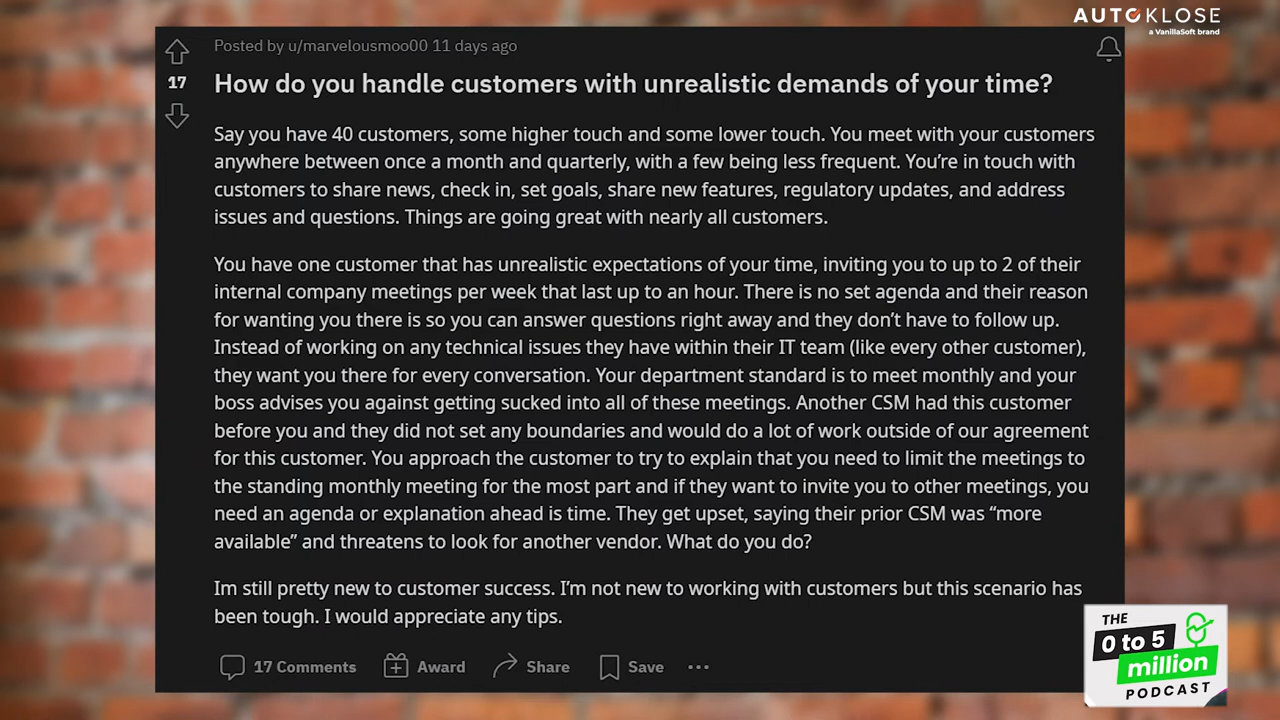 AUTOKLOSE
a VanillaSoft brand
Posted by u/marvelousmoo00 11 days ago
17
How do you handle customers with unrealistic demands of your time?
Say you have 40 customers, some higher touch and some lower touch. You meet with your customers
anywhere between once a month and quarterly, with a few being less frequent. You’re in touch with
customers to share news, check in, set goals, share new features, regulatory updates, and address
issues and questions. Things are going great with nearly all customers.
You have one customer that has unrealistic expectations of your time, inviting you to up to 2 of their
internal company meetings per week that last up to an hour. There is no set agenda and their reason
for wanting you there is so you can answer questions right away and they don’t have to follow up.
Instead of working on any technical issues they have within their IT team (like every other customer),
they want you there for every conversation. Your department standard is to meet monthly and your
boss advises you against getting sucked into all of these meetings. Another CSM had this customer
before you and they did not set any boundaries and would do a lot of work outside of our agreement
for this customer. You approach the customer to try to explain that you need to limit the meetings to
the standing monthly meeting for the most part and if they want to invite you to other meetings, you
need an agenda or explanation ahead is time. They get upset, saying their prior CSM was “more
available” and threatens to look for another vendor. What do you do?
Im still pretty new to customer success. I’m not new to working with customers but this scenario has
been tough. I would appreciate any tips.
17 Comments Award Share Save
THE
0 to 5
million
PODCAST